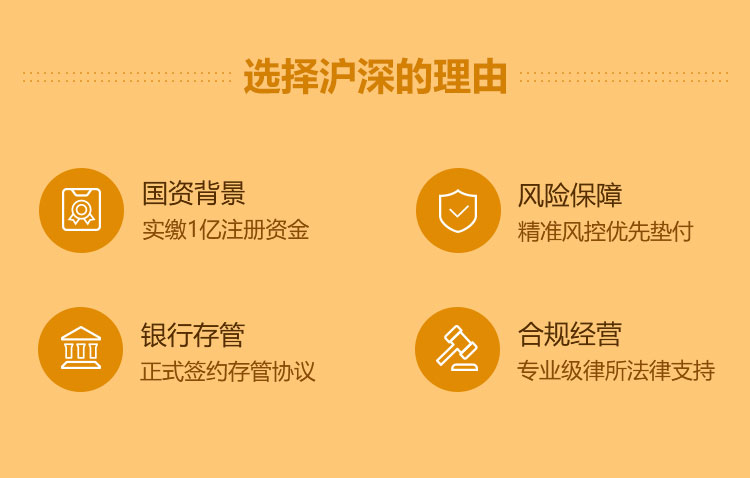 选择沪深的理由
国资背景
实缴1亿注册资金
风险保障
精准风控优先垫付
银行存管
正式签约存管协议
合规经营
专业级律所法律支持